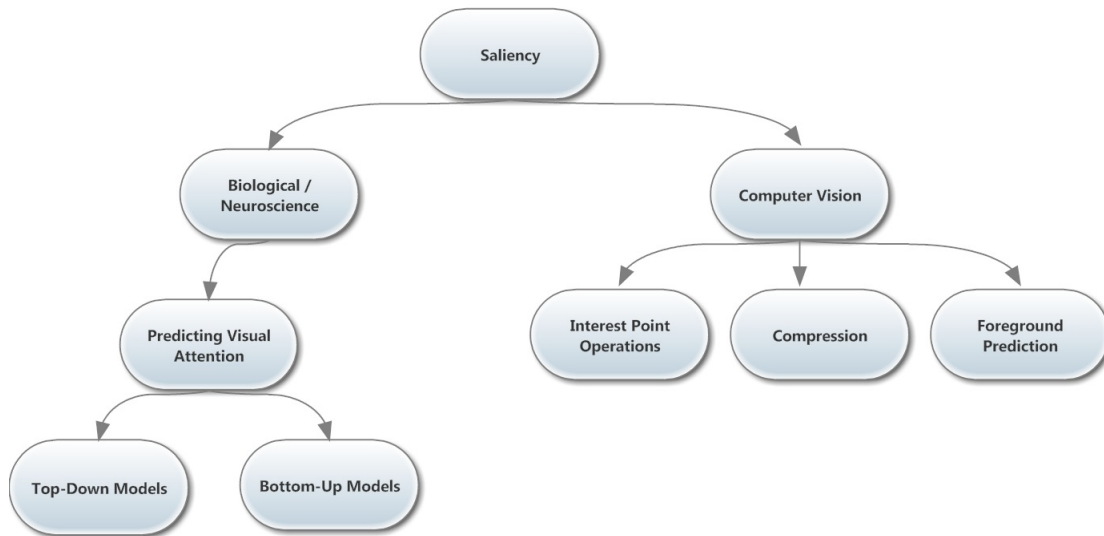 Saliency
Biological /
Neuroscience
Computer Vision
Interest Point
Operations
Compression
Foreground
Prediction
Predicting Visual
Attention
Top-Down Models
Bottom-Up Models